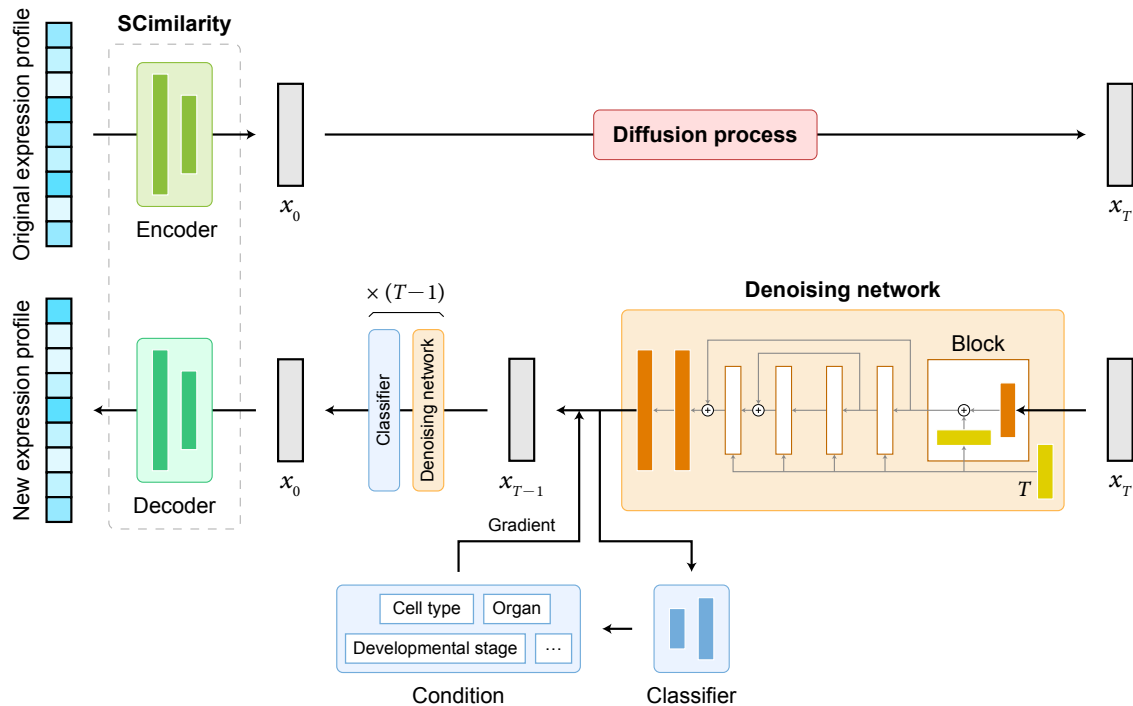 SCimilarity
Original expression profile
Encoder
x0
Diffusion process
xT
New expression profile
Decoder
x0
× (T−1)
Classifier
Denoising network
xT−1
Denoising network
Block
T
xT
Gradient
Cell type
Organ
Developmental stage
...
Condition
Classifier